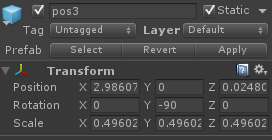 pos3 Static
Tag Untagged Layer Default
Prefab Select Revert Apply
Transform
Position X 2.98607 Y 0 Z 0.02480
Rotation X 0 Y -90 Z 0
Scale X 0.49602 Y 0.49602 Z 0.49602